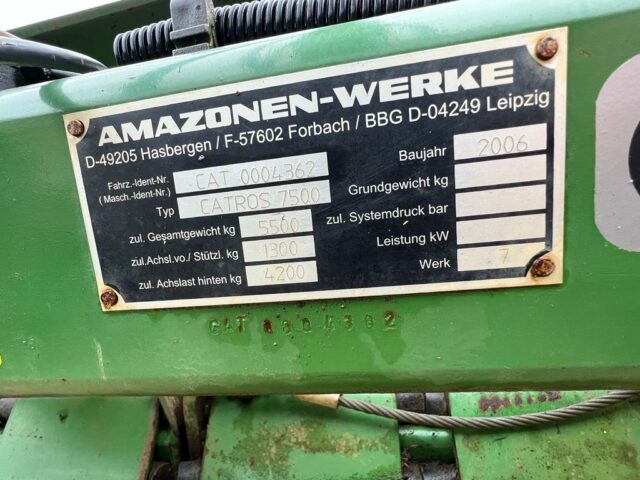 AMAZONEN-WERKE
D-49205 Hasbergen / F-57602 Forbach / BBG D-04249 Leipzig
Fahrz.-Ident-Nr.
(Masch.-Ident-Nr.) CAT 0004362
Typ CATROS 7500
zul. Gesamtgewicht kg 5500
zul.Achsl.vo./ Stützl. kg 1300
zul. Achslast hinten kg 4200
Baujahr 2006
Grundgewicht kg
zul. Systemdruck bar
Leistung kW
Werk 7
CAT 0004362